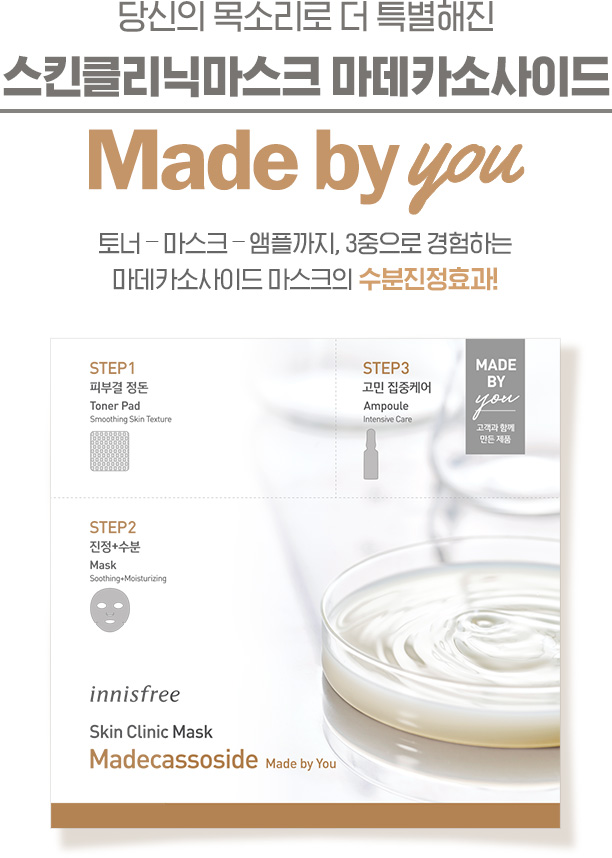 당신의 목소리로 더 특별해진
스킨클리닉마스크 마데카소사이드
Made by you
토너 – 마스크 – 앰플까지, 3중으로 경험하는
마데카소사이드 마스크의 수분진정효과!
STEP1
피부결 정돈
Toner Pad
Smoothing Skin Texture
STEP3
고민 집중케어
Ampoule
Intensive Care
MADE
BY
you
고객과 함께
만든 제품
STEP2
진정+수분
Mask
Soothing+Moisturizing
innisfree
Skin Clinic Mask
Madecassoside Made by You